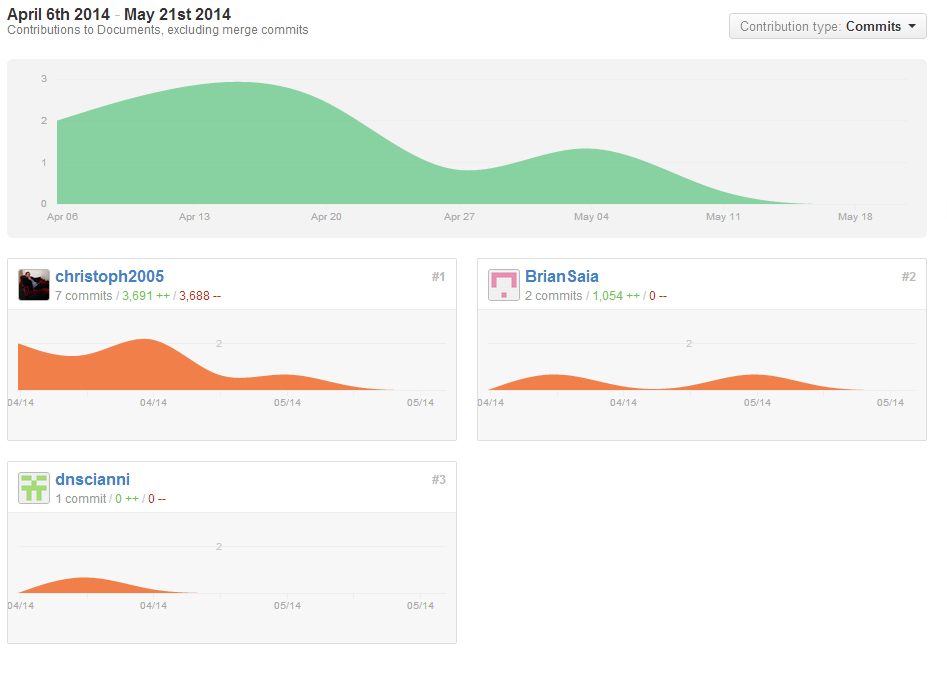 April 6th 2014 - May 21st 2014
Contributions to Documents, excluding merge commits
Contribution type: Commits
3
2
1
0
Apr 06 Apr 13 Apr 20 Apr 27 May 04 May 11 May 18
christoph2005 #1
7 commits / 3,691 ++ / 3,688 --
2
04/14 04/14 05/14 05/14
BrianSaia #2
2 commits / 1,054 ++ / 0 --
2
04/14 04/14 05/14 05/14
dnscianni #3
1 commit / 0 ++ / 0 --
2
04/14 04/14 05/14 05/14